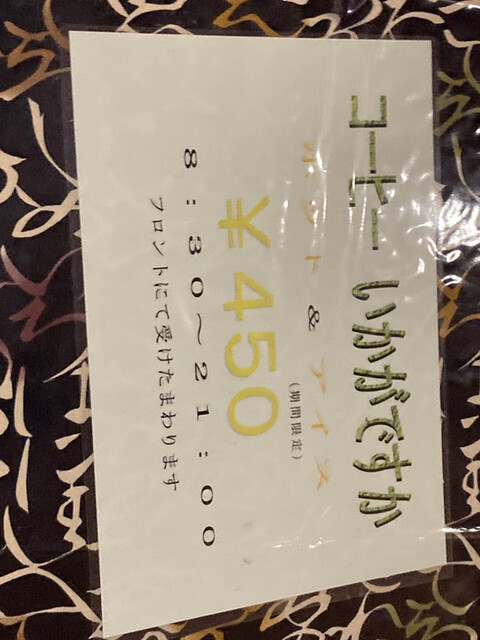 コーヒー いかがですか
ホット & アイス
(期間限定)
¥450
8:30～21:00
フロントにて受けたまわります